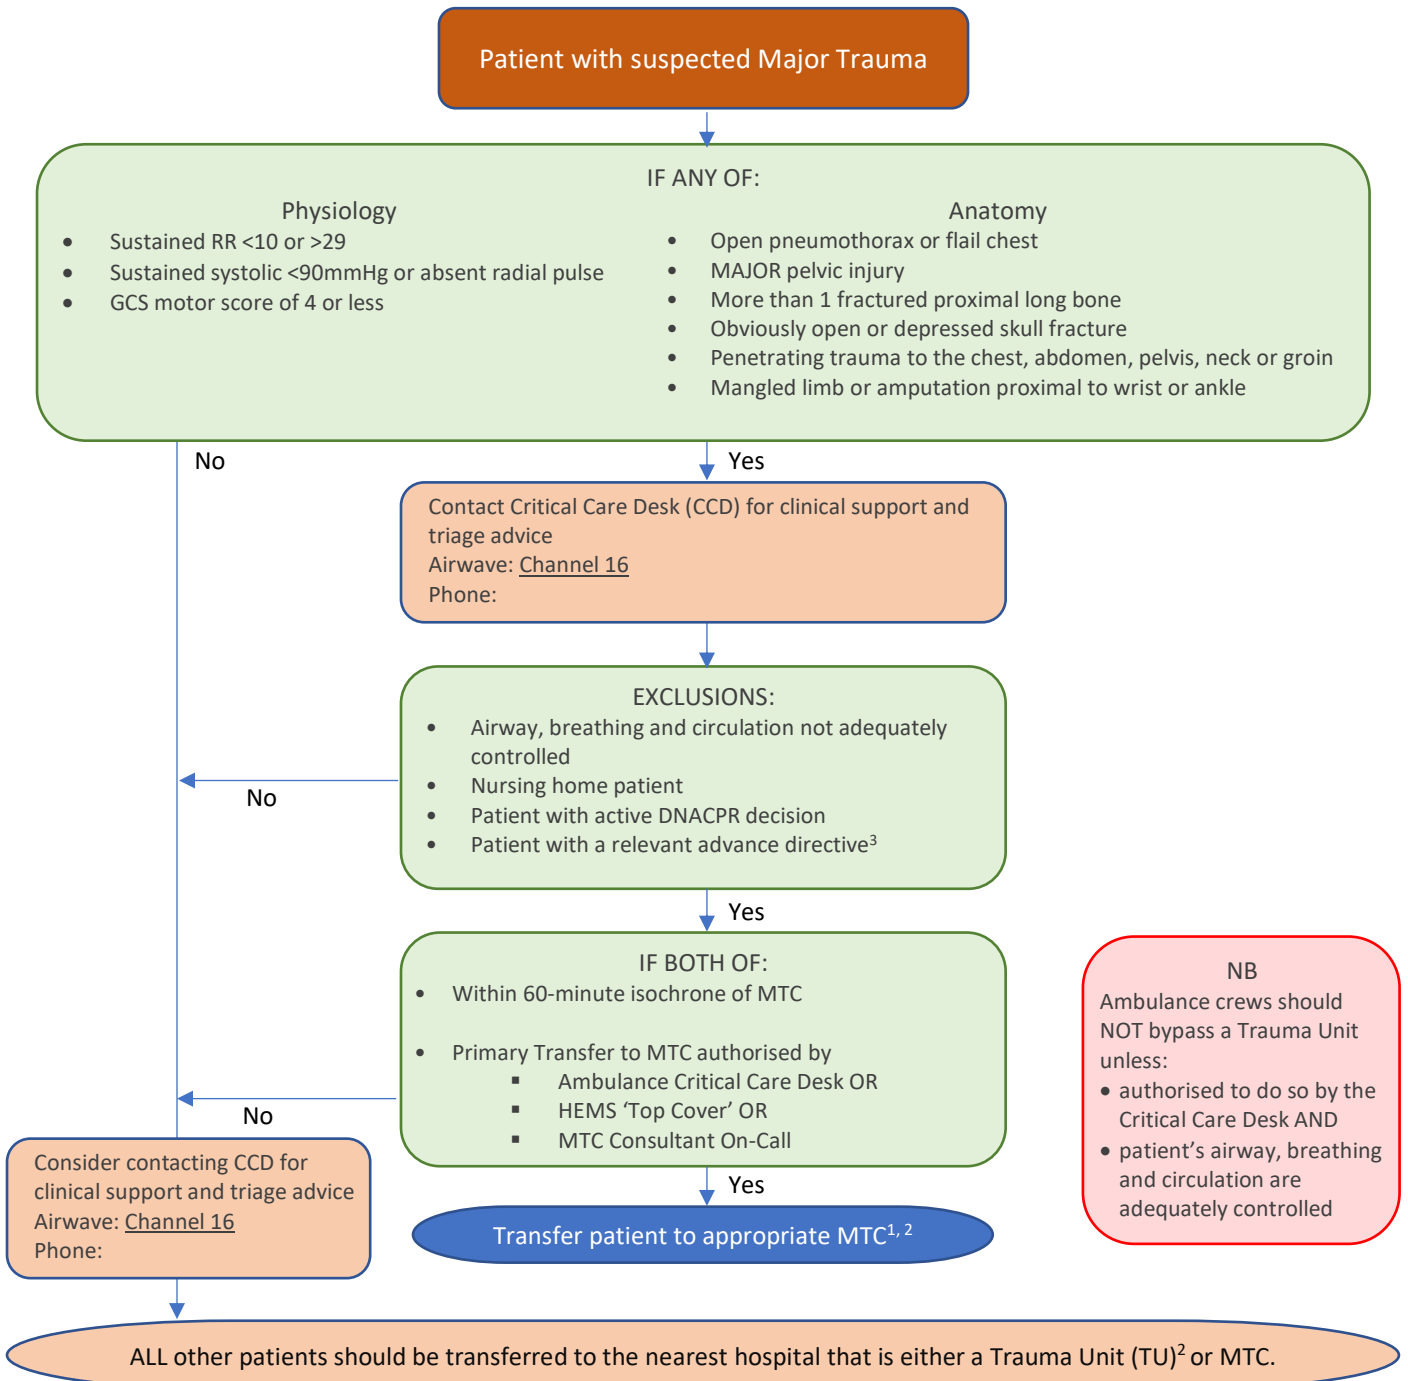 Patient with suspected Major Trauma
IF ANY OF:
Physiology
• Sustained RR <10 or >29
• Sustained systolic <90mmHg or absent radial pulse
• GCS motor score of 4 or less
Anatomy
• Open pneumothorax or flail chest
• MAJOR pelvic injury
• More than 1 fractured proximal long bone
• Obviously open or depressed skull fracture
• Penetrating trauma to the chest, abdomen, pelvis, neck or groin
• Mangled limb or amputation proximal to wrist or ankle
No
Yes
Contact Critical Care Desk (CCD) for clinical support and
triage advice
Airwave: Channel 16
Phone:
EXCLUSIONS:
• Airway, breathing and circulation not adequately
controlled
• Nursing home patient
• Patient with active DNACPR decision
• Patient with a relevant advance directive³
No
Yes
IF BOTH OF:
• Within 60-minute isochrone of MTC
• Primary Transfer to MTC authorised by
▪ Ambulance Critical Care Desk OR
▪ HEMS ‘Top Cover’ OR
▪ MTC Consultant On-Call
No
Yes
NB
Ambulance crews should
NOT bypass a Trauma Unit
unless:
• authorised to do so by the
Critical Care Desk AND
• patient’s airway, breathing
and circulation are
adequately controlled
Consider contacting CCD for
clinical support and triage advice
Airwave: Channel 16
Phone:
Transfer patient to appropriate MTC¹, ²
ALL other patients should be transferred to the nearest hospital that is either a Trauma Unit (TU)² or MTC.